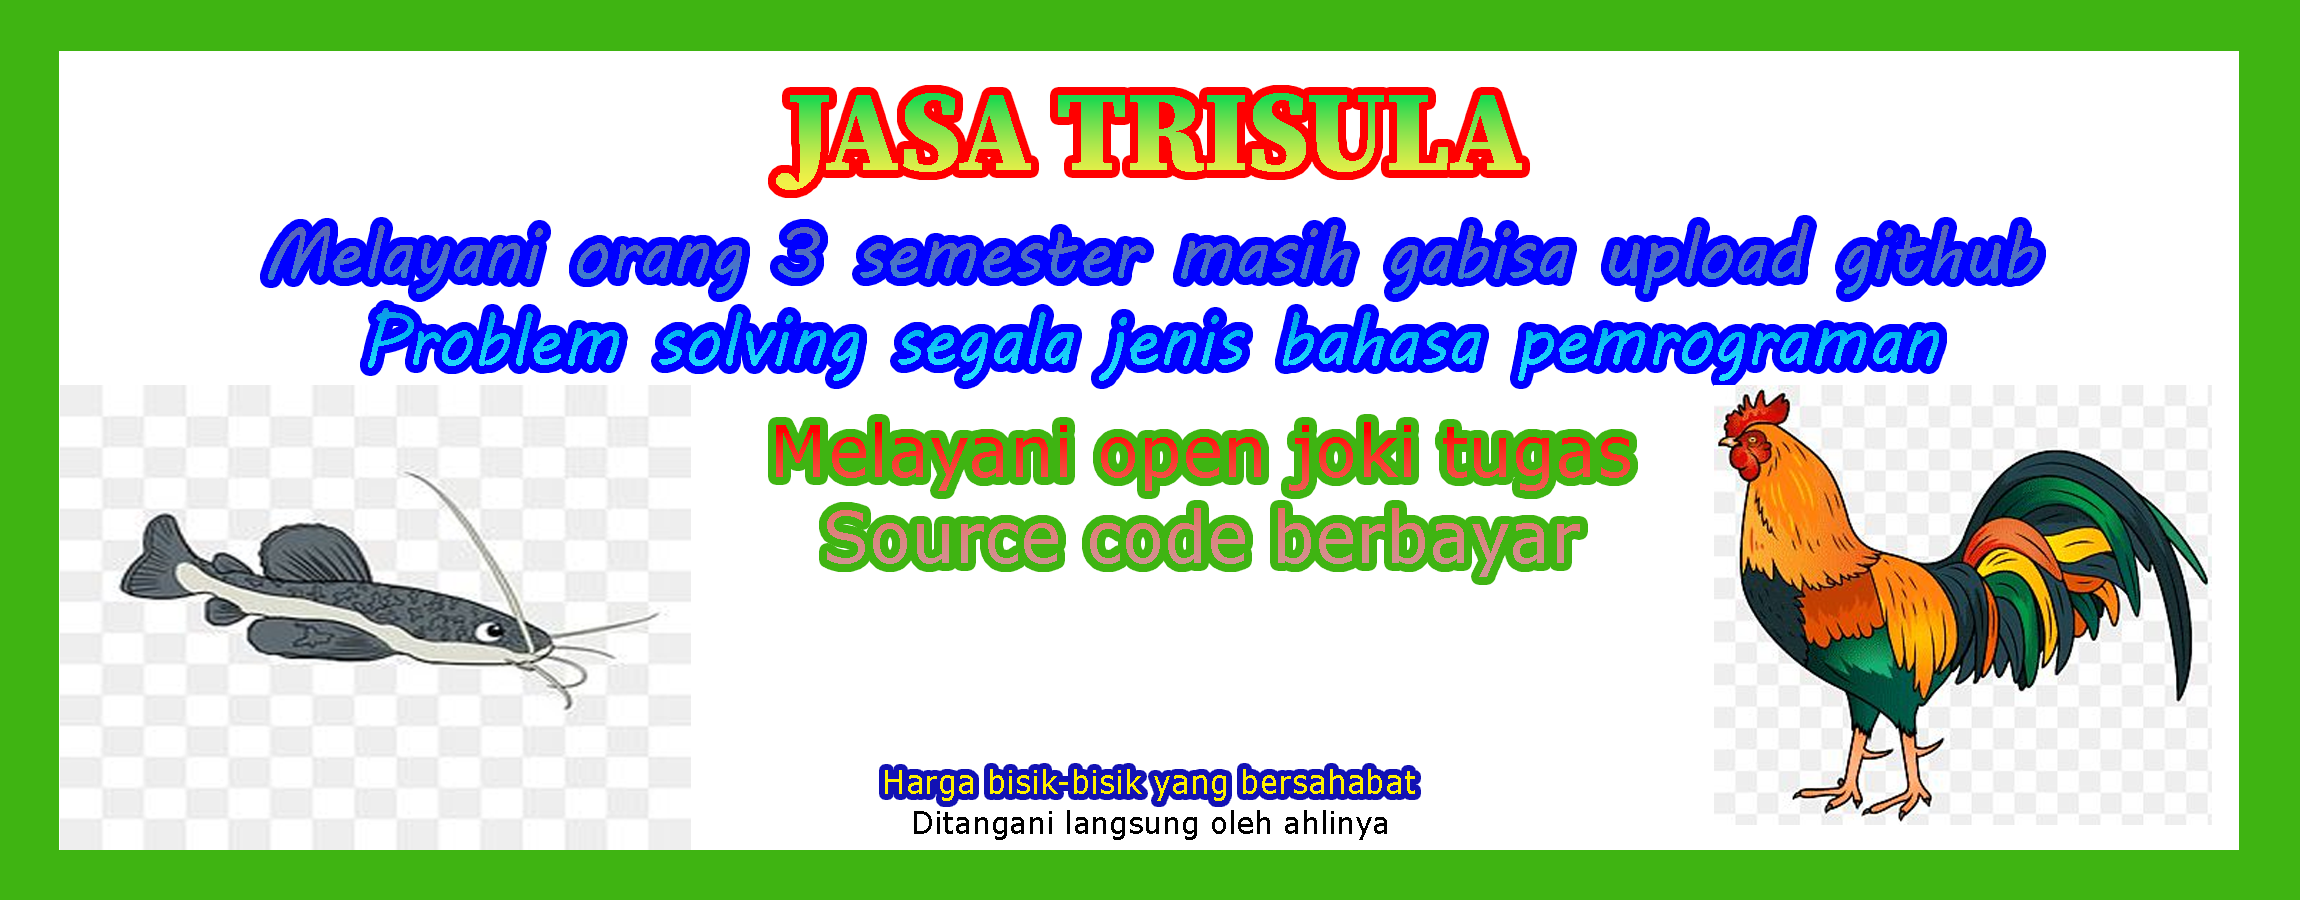 JASA TRISULA
Melayani orang 3 semester masih gabisa upload github
Problem solving segala jenis bahasa pemrograman
Melayani open joki tugas
Source code berbayar
Harga bisik-bisik yang bersahabat
Ditangani langsung oleh ahlinya